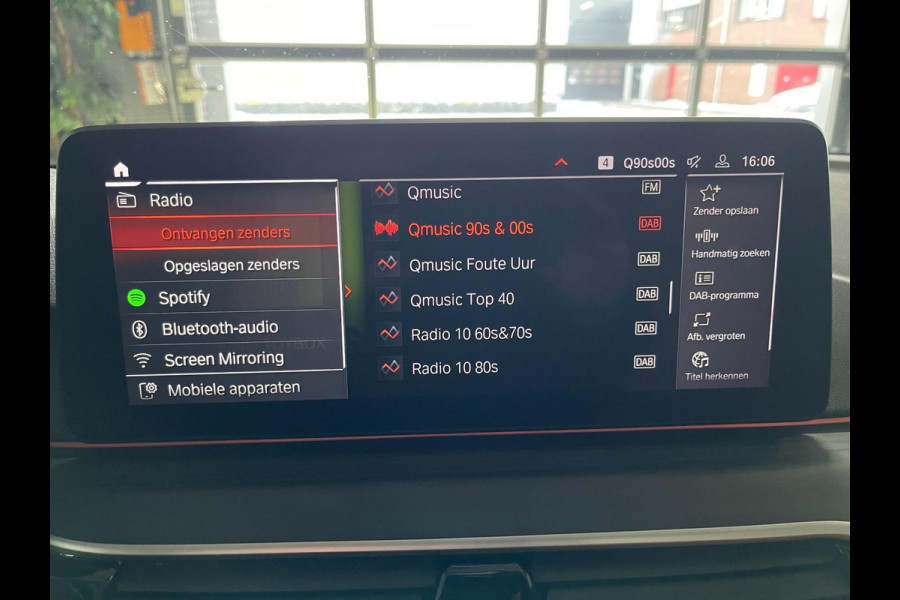 4 Q90s00s 16:06
Radio
Ontvangen zenders
Opgeslagen zenders
Spotify
Bluetooth-audio
Screen Mirroring
Mobiele apparaten
Qmusic FM
Qmusic 90s & 00s DAB
Qmusic Foute Uur DAB
Qmusic Top 40 DAB
Radio 10 60s&70s DAB
Radio 10 80s DAB
Zender opslaan
Handmatig zoeken
DAB-programma
Afb. vergroten
Titel herkennen